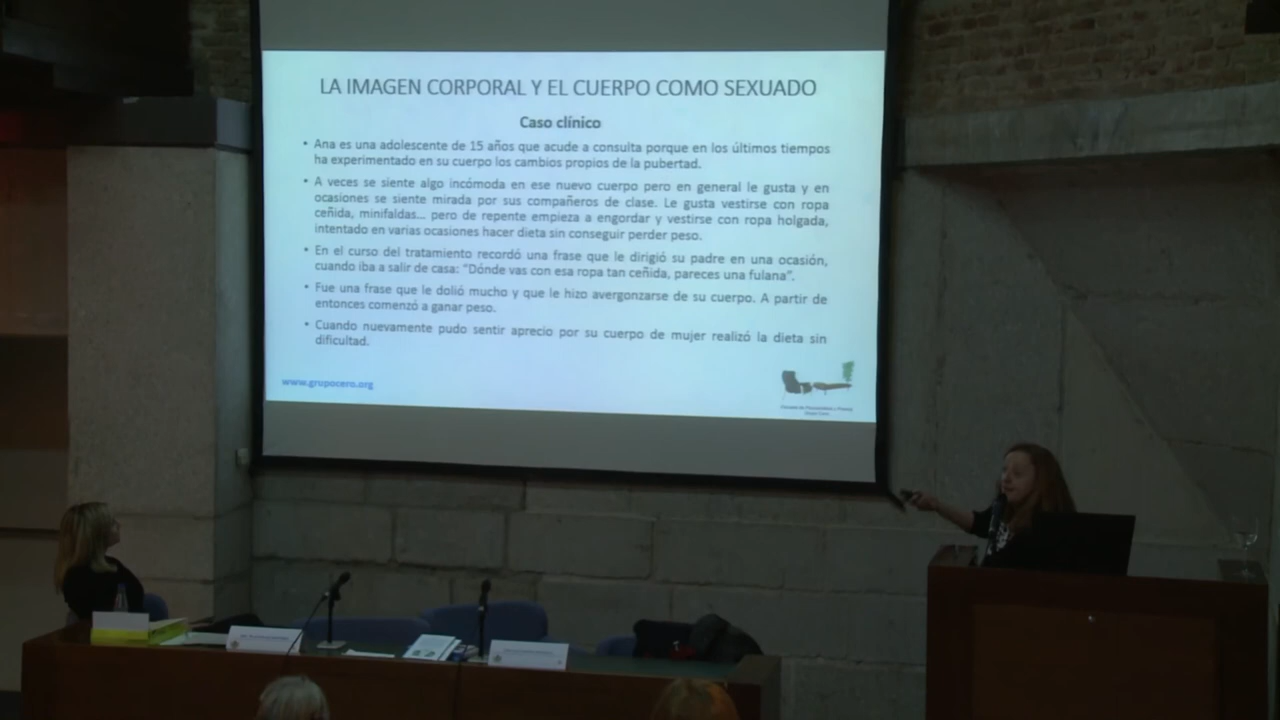 LA IMAGEN CORPORAL Y EL CUERPO COMO SEXUADO
Caso clínico
• Ana es una adolescente de 15 años que acude a consulta porque en los últimos tiempos
ha experimentado en su cuerpo los cambios propios de la pubertad.
• A veces se siente algo incómoda en ese nuevo cuerpo pero en general le gusta y en
ocasiones se siente mirada por sus compañeros de clase. Le gusta vestirse con ropa
ceñida, minifaldas... pero de repente empieza a engordar y vestirse con ropa holgada,
intentado en varias ocasiones hacer dieta sin conseguir perder peso.
• En el curso del tratamiento recordó una frase que le dirigió su padre en una ocasión,
cuando iba a salir de casa: “Dónde vas con esa ropa tan ceñida, pareces una fulana”.
• Fue una frase que le dolió mucho y que le hizo avergonzarse de su cuerpo. A partir de
entonces comenzó a ganar peso.
• Cuando nuevamente pudo sentir aprecio por su cuerpo de mujer realizó la dieta sin
dificultad.
www.grupocero.org